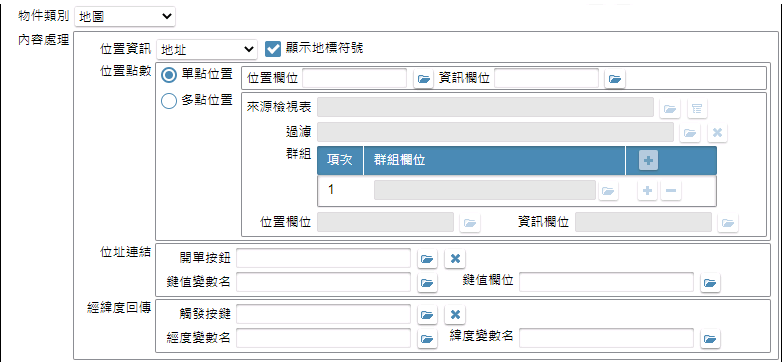 物件類別 地圖
內容處理
位置資訊 地址 顯示地標符號
位置點數 單點位置 位置欄位 資訊欄位
多點位置 來源檢視表
過濾
群組 項次 群組欄位
1
位置欄位 資訊欄位
位址連結 開單按鈕
鍵值變數名 鍵值欄位
經緯度回傳 觸發按鍵
經度變數名 緯度變數名